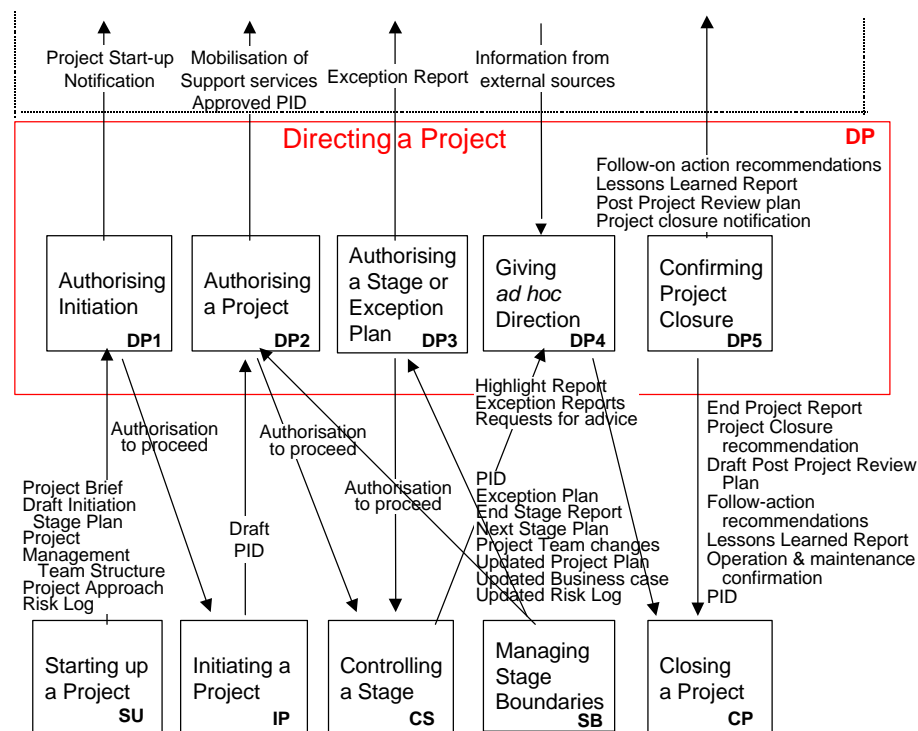 Project Start-up
Notification
Mobilisation of
Support services
Approved PID
Exception Report
Information from
external sources
Directing a Project
DP
Follow-on action recommendations
Lessons Learned Report
Post Project Review plan
Project closure notification
Authorising
Initiation
DP1
Authorising
a Project
DP2
Authorising
a Stage or
Exception
Plan
DP3
Giving
ad hoc
Direction
DP4
Confirming
Project
Closure
DP5
Highlight Report
Exception Reports
Requests for advice
Authorisation
to proceed
Authorisation
to proceed
Authorisation
to proceed
Project Brief
Draft Initiation
Stage Plan
Project
Management
Team Structure
Project Approach
Risk Log
Draft
PID
PID
Exception Plan
End Stage Report
Next Stage Plan
Project Team changes
Updated Project Plan
Updated Business case
Updated Risk Log
End Project Report
Project Closure
recommendation
Draft Post Project Review
Plan
Follow-action
recommendations
Lessons Learned Report
Operation & maintenance
confirmation
PID
Starting up
a Project
SU
Initiating a
Project
IP
Controlling
a Stage
CS
Managing
Stage
Boundaries
SB
Closing
a Project
CP